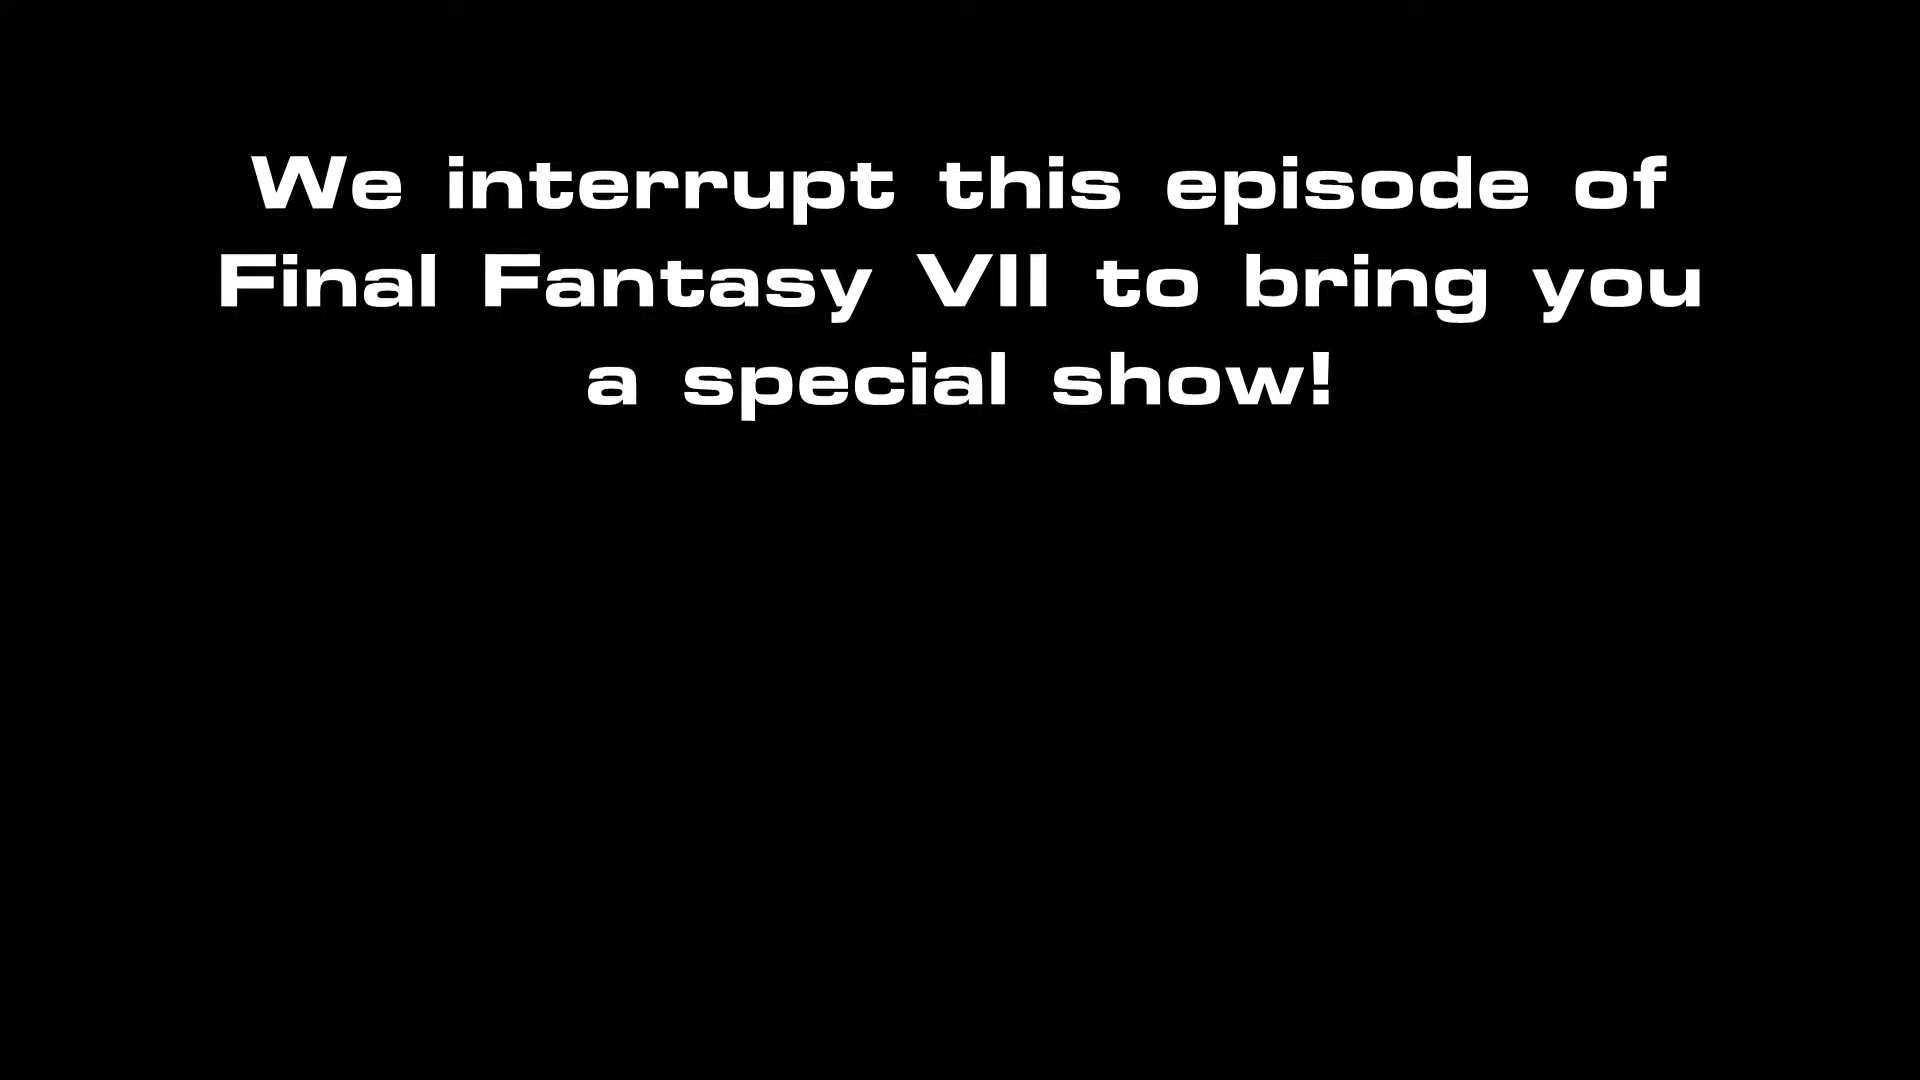 We interrupt this episode of
Final Fantasy VII to bring you
a special show!